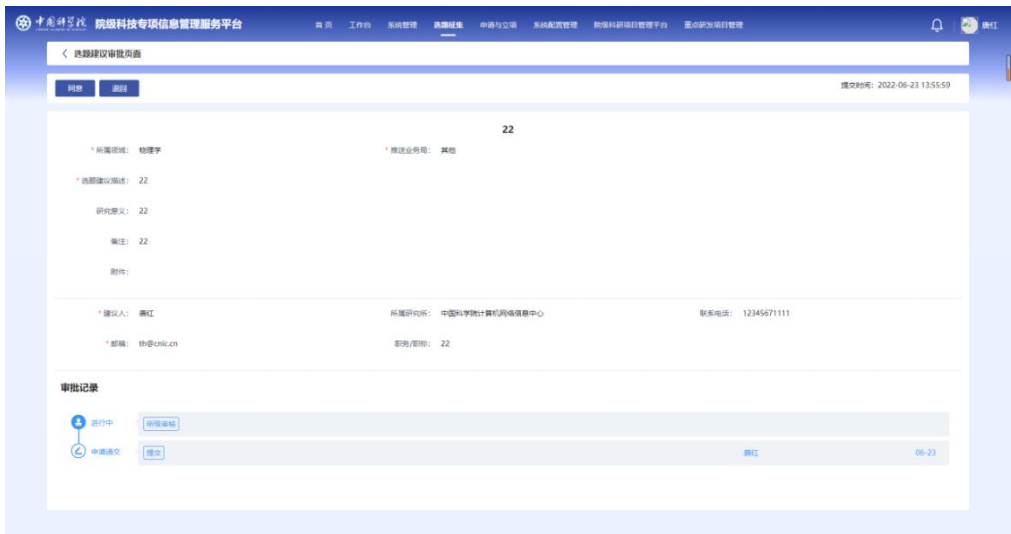 中国科学院 院级科技专项信息管理服务平台 首页 工作台 系统管理 选题征集 申请与立项 系统配置管理 院级科研项目管理平台 重点研发项目管理 唐红
选题建议审批页面
同意 退回 提交时间: 2022-06-23 13:55:59
22
* 所属领域: 物理学 * 推送业务局: 其他
* 选题建议描述: 22
研究意义: 22
备注: 22
附件:
* 建议人: 唐红 所属研究所: 中国科学院计算机网络信息中心 联系电话: 12345671111
* 邮箱: th@cnic.cn 职务/职称: 22
审批记录
进行中 所级审核
申请递交 提交 唐红 06-23